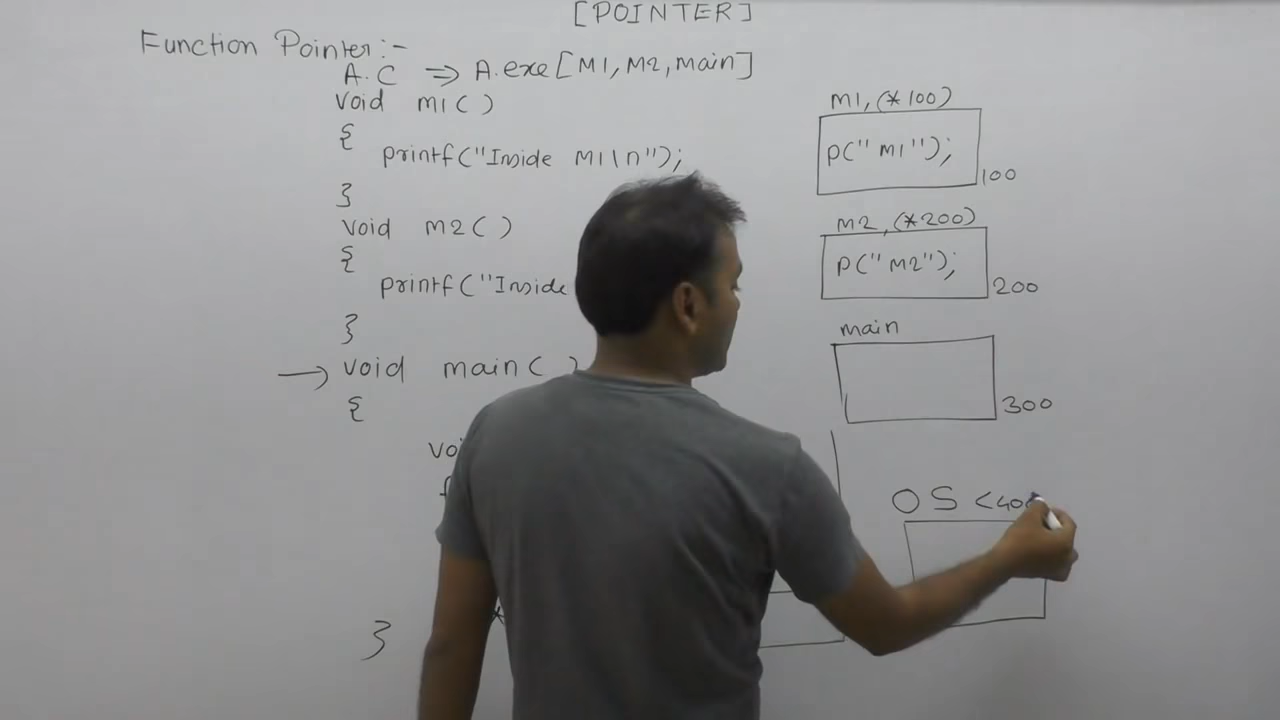 [POINTER]
Function Pointer:-
A.C => A.exe[M1, M2, main]
void m1( )
{
printf("Inside M1\n");
}
void m2( )
{
printf("Inside
}
→ void main( )
{
}
M1, (*100)
P("M1");
100
M2, (*200)
P("M2");
200
main
300
OS <400